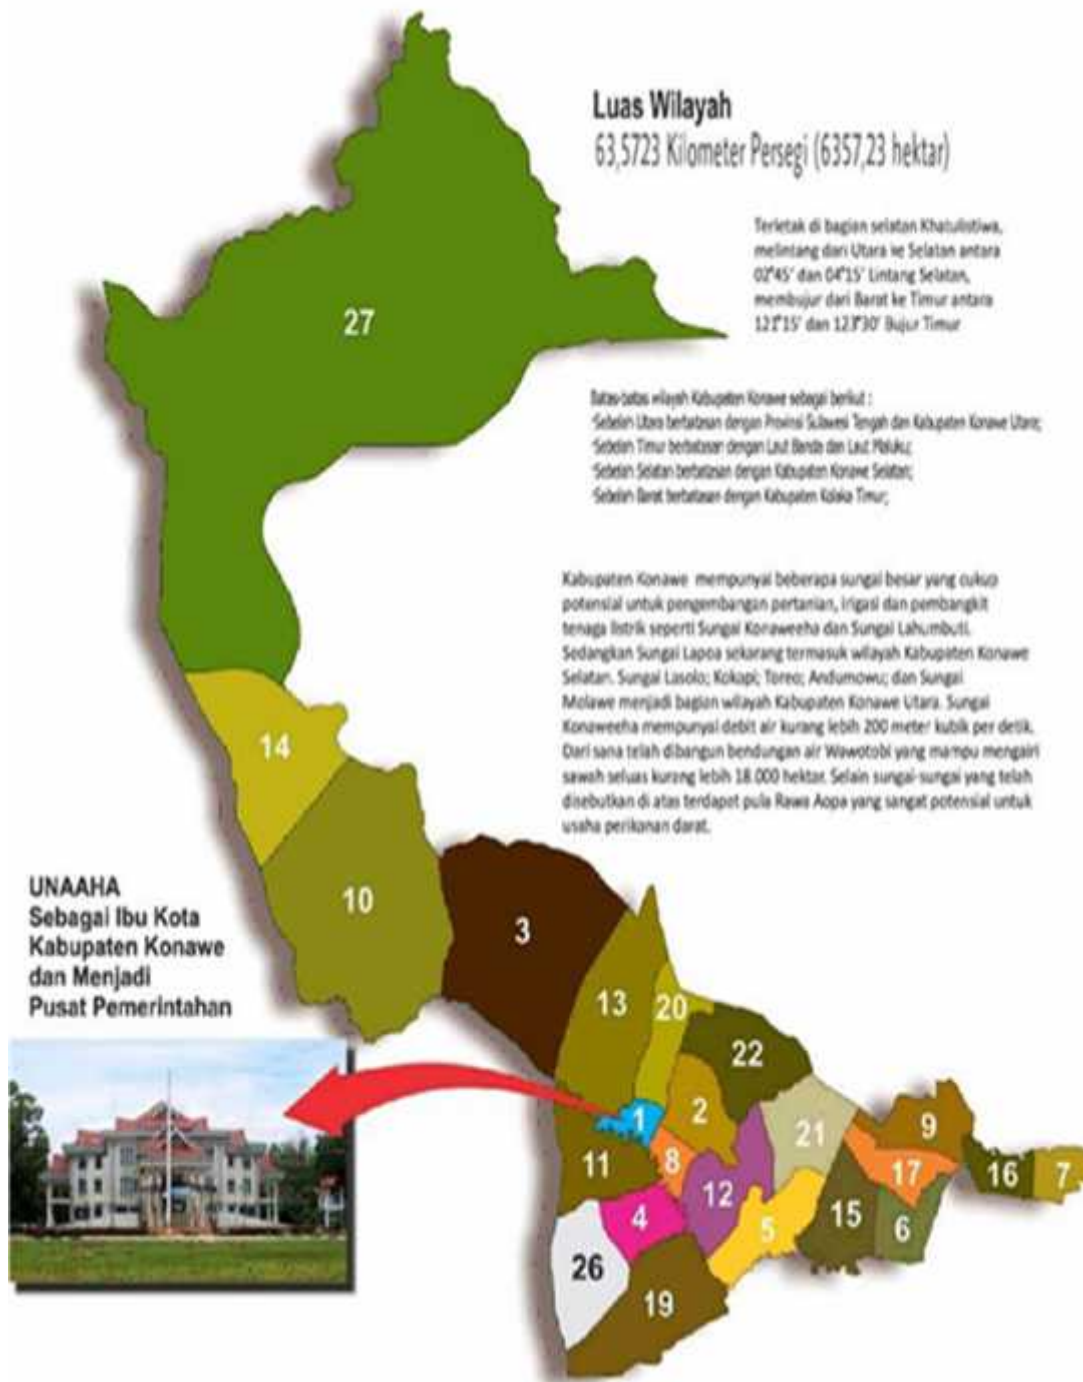 Luas Wilayah
63,5723 Kilometer Persegi (6357,23 hektar)
Terletak di bagian selatan Khatulistiwa,
melintang dari Utara ke Selatan antara
02°45' dan 04°15' Lintang Selatan,
membujur dari Barat ke Timur antara
121°15' dan 123°30' Bujur Timur
Batas-batas wilayah Kabupaten Konawe sebagai berikut :
Sebelah Utara berbatasan dengan Provinsi Sulawesi Tengah dan Kabupaten Konawe Utara;
Sebelah Timur berbatasan dengan Laut Banda dan Laut Maluku;
Sebelah Selatan berbatasan dengan Kabupaten Konawe Selatan;
Sebelah Barat berbatasan dengan Kabupaten Kolaka Timur;
Kabupaten Konawe mempunyai beberapa sungai besar yang cukup
potensial untuk pengembangan pertanian, irigasi dan pembangkit
tenaga listrik seperti Sungai Konaweeha dan Sungai Lahumbuti.
Sedangkan Sungai Lapoa sekarang termasuk wilayah Kabupaten Konawe
Selatan. Sungai Lasolo; Kokapi; Toreo; Andumowu; dan Sungai
Molawe menjadi bagian wilayah Kabupaten Konawe Utara. Sungai
Konaweeha mempunyai debit air kurang lebih 200 meter kubik per detik.
Dari sana telah dibangun bendungan air Wawotobi yang mampu mengairi
sawah seluas kurang lebih 18.000 hektar. Selain sungai-sungai yang telah
disebutkan di atas terdapat pula Rawa Aopa yang sangat potensial untuk
usaha perikanan darat.
UNAAHA
Sebagai Ibu Kota
Kabupaten Konawe
dan Menjadi
Pusat Pemerintahan
27
14
10
3
13
20
22
1
2
21
9
11
8
12
17
16
7
4
5
15
6
26
19